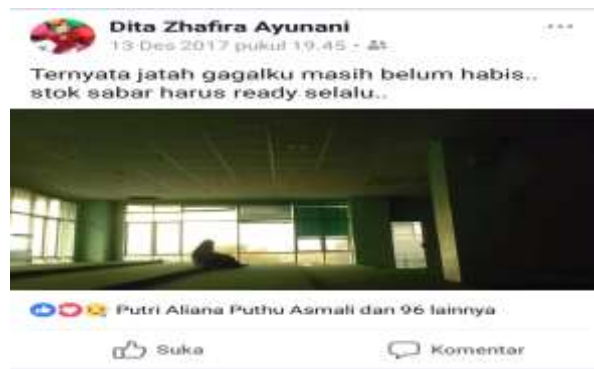 Dita Zhafira Ayunani
13 Des 2017 pukul 19.45 •
Ternyata jatah gagalku masih belum habis..
stok sabar harus ready selalu..
Putri Aliana Puthu Asmali dan 96 lainnya
Suka
Komentar